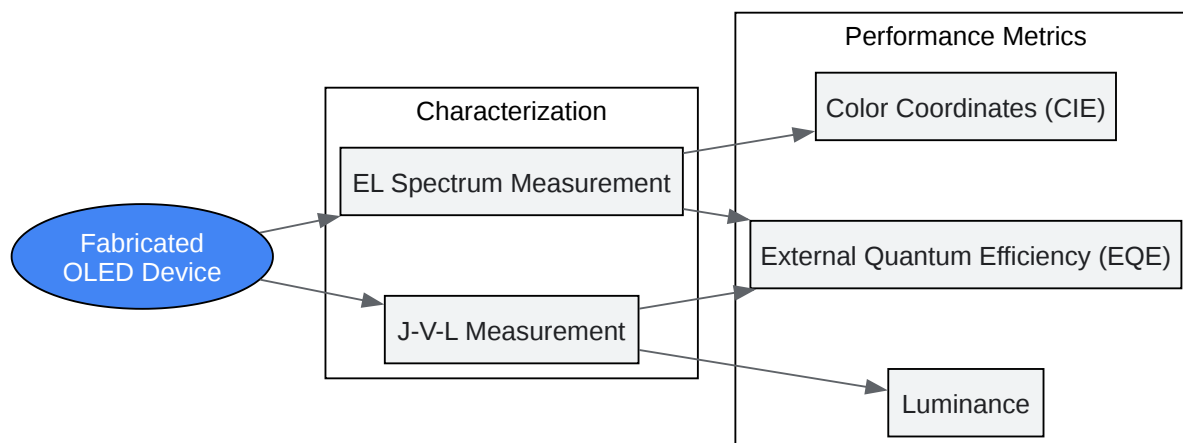 Performance Metrics
Color Coordinates (CIE)
Characterization
EL Spectrum Measurement
Fabricated
OLED Device
External Quantum Efficiency (EQE)
J-V-L Measurement
Luminance